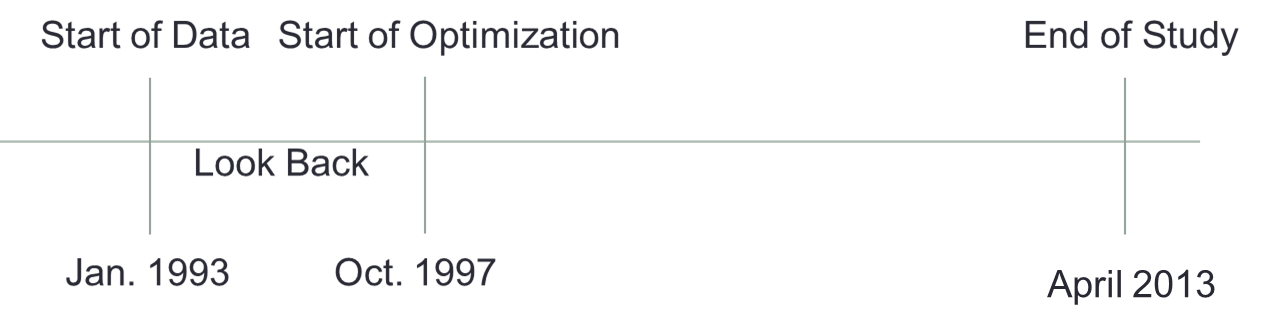 Start of Data
Start of Optimization
End of Study
Look Back
Jan. 1993
Oct. 1997
April 2013